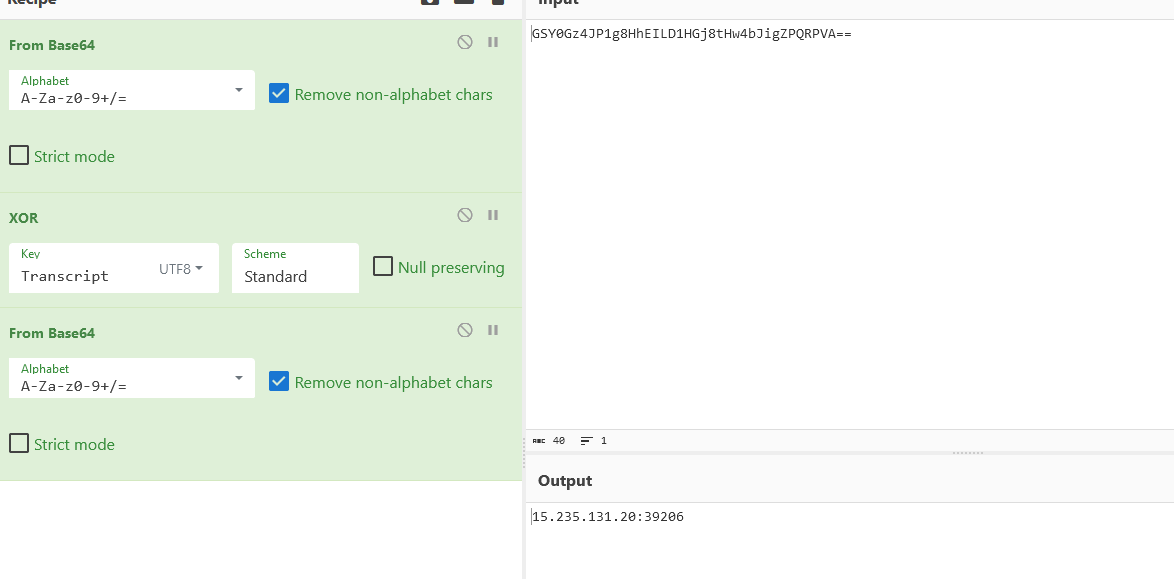 Recipe
From Base64
Alphabet
A-Za-z0-9+/=
Remove non-alphabet chars
Strict mode
XOR
Key
Transcript
UTF8
Scheme
Standard
Null preserving
From Base64
Alphabet
A-Za-z0-9+/=
Remove non-alphabet chars
Strict mode
Input
GSY0Gz4JP1g8HhEILD1HGj8tHw4bJigZPQRPVA==
ABC 40 1
Output
15.235.131.20:39206